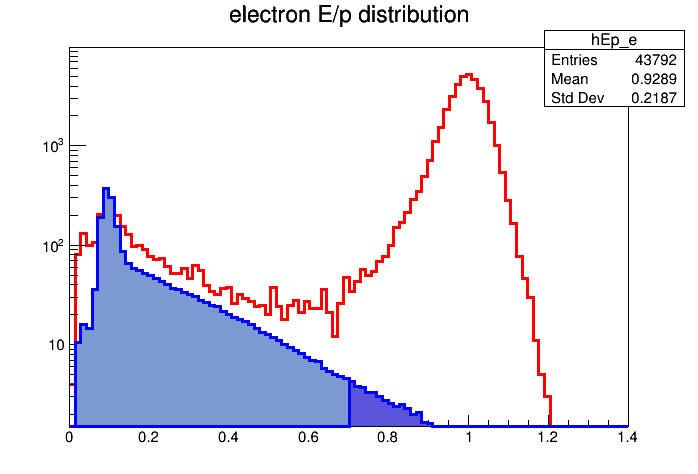 electron E/p distribution
hEp_e
Entries 43792
Mean 0.9289
Std Dev 0.2187
10³
10²
10
0 0.2 0.4 0.6 0.8 1 1.2 1.4